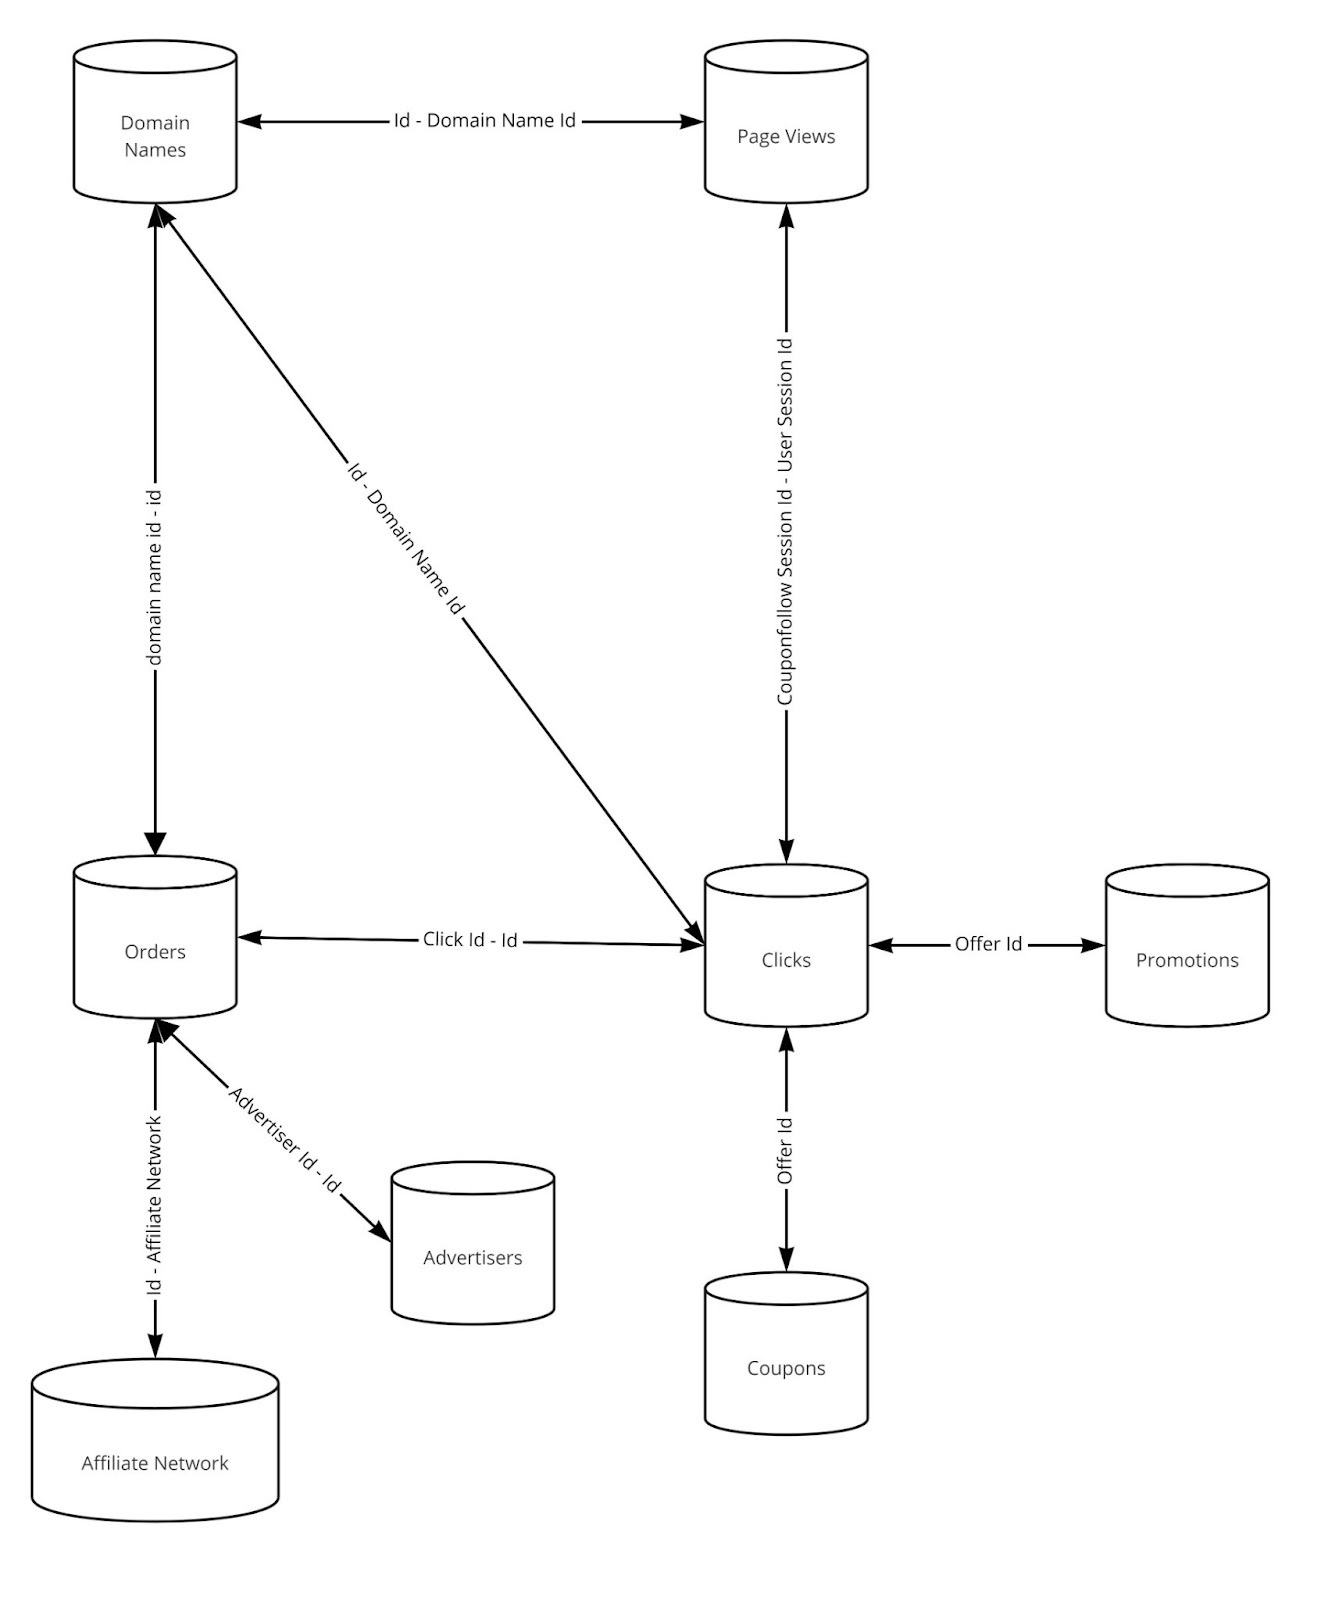 Domain
Names
Id - Domain Name Id
Page Views
Couponfollow Session Id - User Session Id
Id - Domain Name Id
domain name id - id
Orders
Click Id - Id
Clicks
Offer Id
Promotions
Advertiser Id - Id
Id - Affiliate Network
Offer Id
Advertisers
Coupons
Affiliate Network